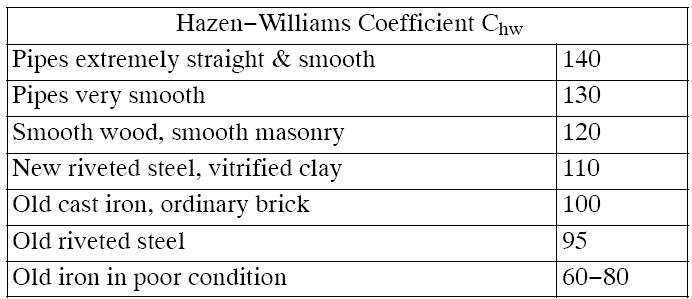 Hazen−Williams Coefficient Chw
Pipes extremely straight & smooth 140
Pipes very smooth 130
Smooth wood, smooth masonry 120
New riveted steel, vitrified clay 110
Old cast iron, ordinary brick 100
Old riveted steel 95
Old iron in poor condition 60−80